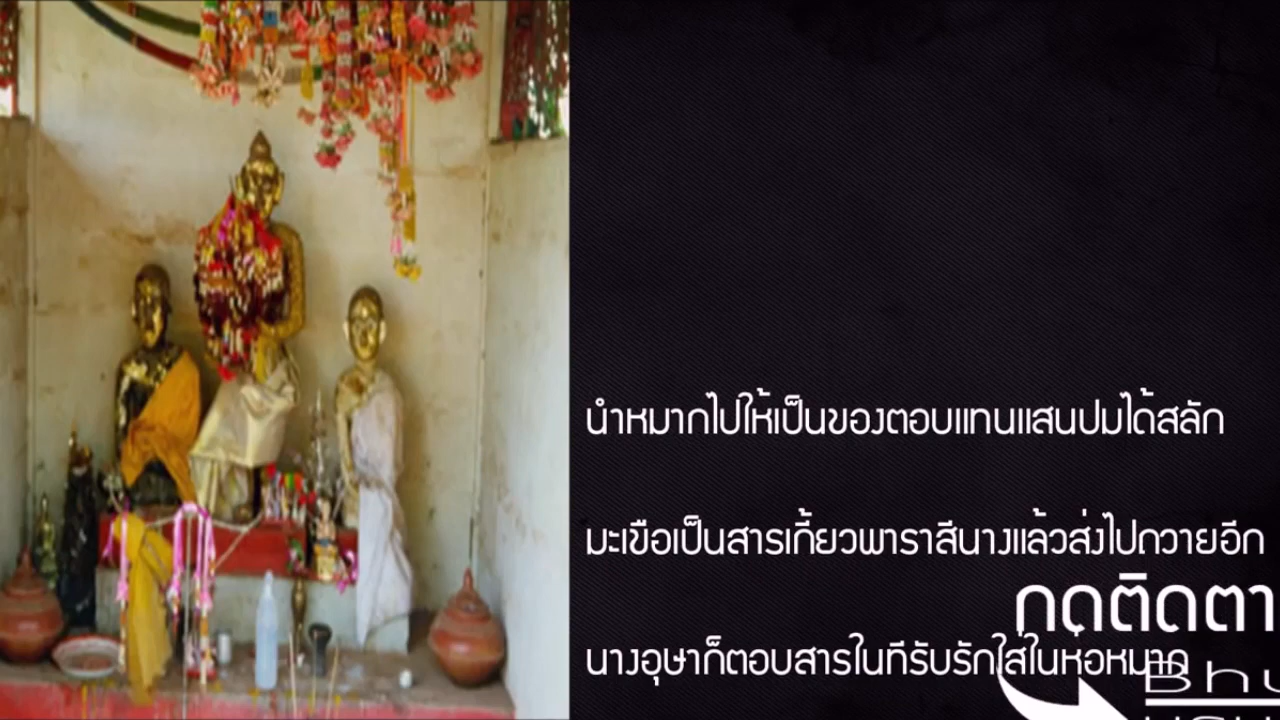 นำหมากไปให้เป็นของตอบแทนแสนปมได้สลัก
มะเขือเป็นสารเกี้ยวพาราสีนางแล้วส่งไปถวายอีก
กดติดตา
นางอุษาก็ตอบสารในทีรับรักใส่ในห่อหมาก
Bhu